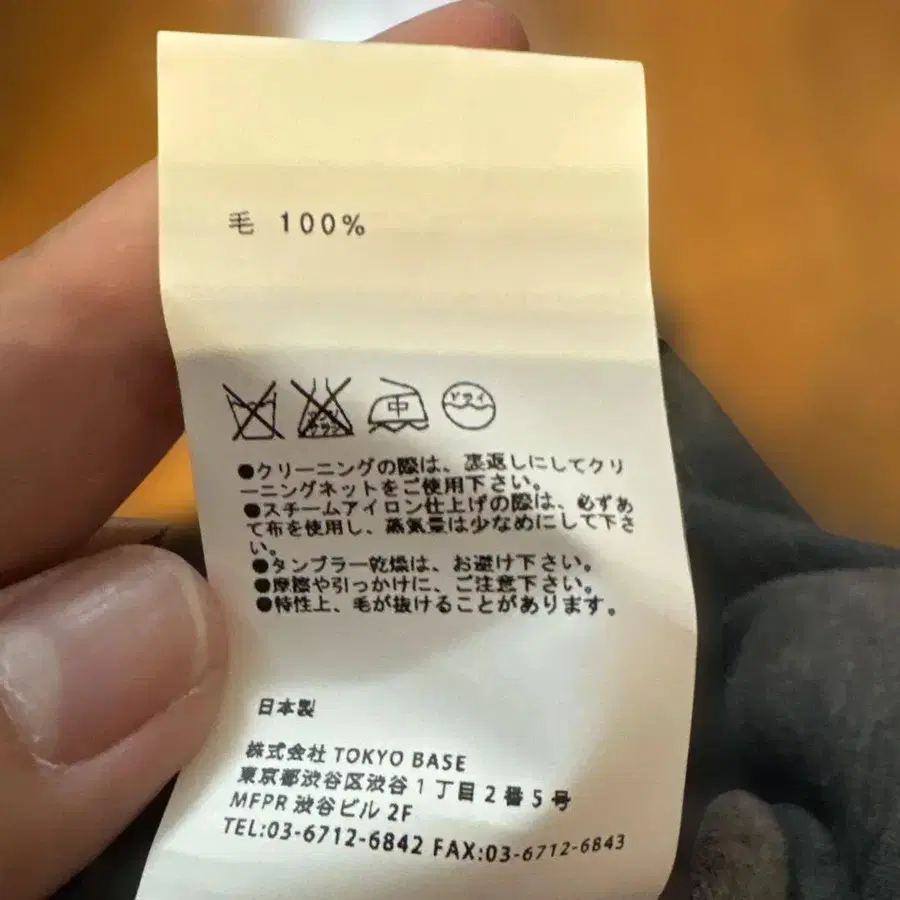 毛 100%
エンソ
サラシ
中
ドライ
●クリーニングの際は、裏返しにしてクリ
ーニングネットをご使用下さい。
●スチームアイロン仕上げの際は、必ずあ
て布を使用し、蒸気量は少なめにして下さ
い。
●タンブラー乾燥は、お避け下さい。
●摩擦や引っかけに、ご注意下さい。
●特性上、毛が抜けることがあります。
日本製
株式会社 TOKYO BASE
東京都渋谷区渋谷1丁目2番5号
MFPR 渋谷ビル 2F
TEL:03-6712-6842 FAX:03-6712-6843